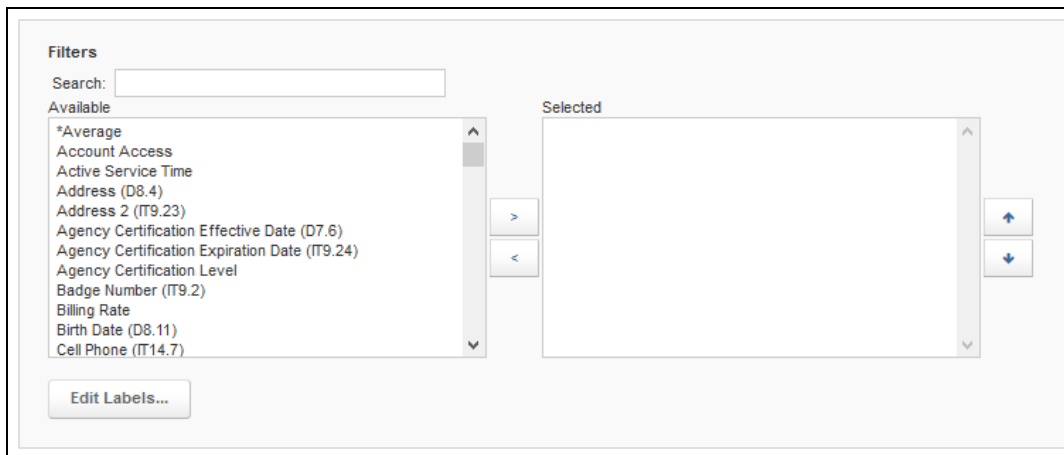 Filters
Search:
Available
Selected
*Average
Account Access
Active Service Time
Address (D8.4)
Address 2 (IT9.23)
Agency Certification Effective Date (D7.6)
Agency Certification Expiration Date (IT9.24)
Agency Certification Level
Badge Number (IT9.2)
Billing Rate
Birth Date (D8.11)
Cell Phone (IT14.7)
>
<
Edit Labels...